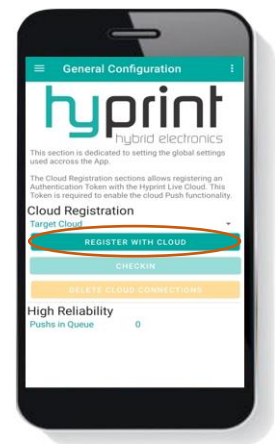 General Configuration
hyprint
hybrid electronics
This section is dedicated to setting the global settings
used accross the App.
The Cloud Registration sections allows registering an
Authentication Token with the Hyprint Live Cloud. This
Token is required to enable the cloud Push functionality.
Cloud Registration
Target Cloud
REGISTER WITH CLOUD
CHECKIN
DELETE CLOUD CONNECTIONS
High Reliability
Pushs in Queue 0